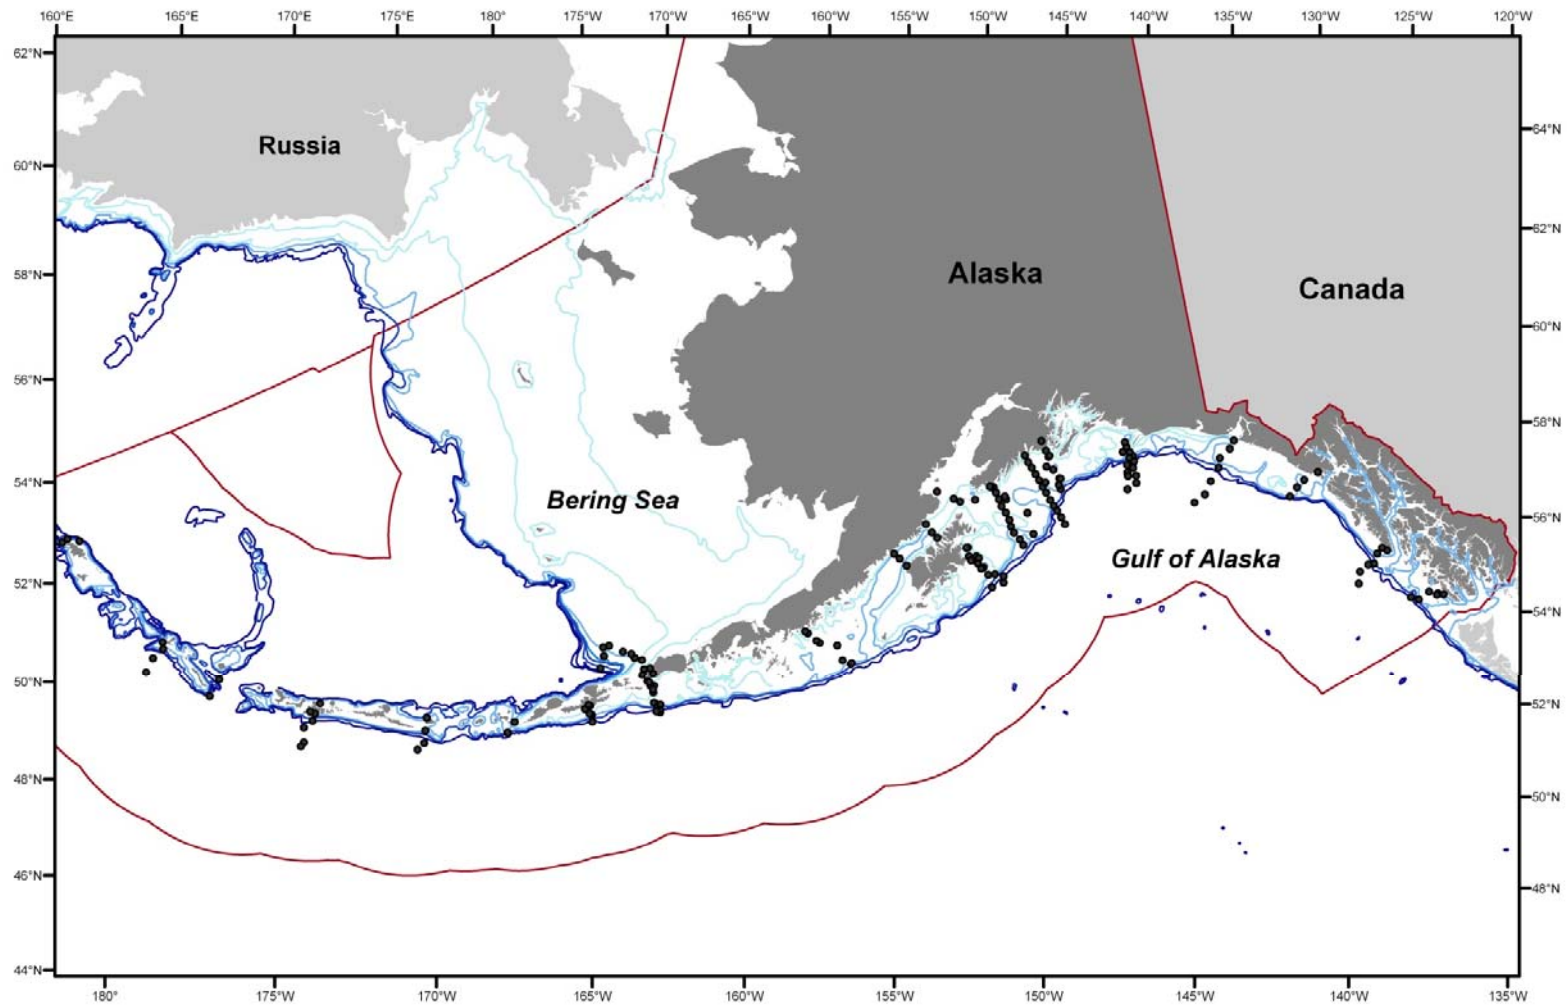 160°E 165°E 170°E 175°E 180° 175°W 170°W 165°W 160°W 155°W 150°W 145°W 140°W 135°W 130°W 125°W 120°W
62°N
64°N
Russia
60°N
62°N
Alaska
58°N
Canada
60°N
56°N
58°N
54°N
Bering Sea
56°N
Gulf of Alaska
52°N
54°N
50°N
52°N
48°N
50°N
46°N
48°N
44°N
180° 175°W 170°W 165°W 160°W 155°W 150°W 145°W 140°W 135°W